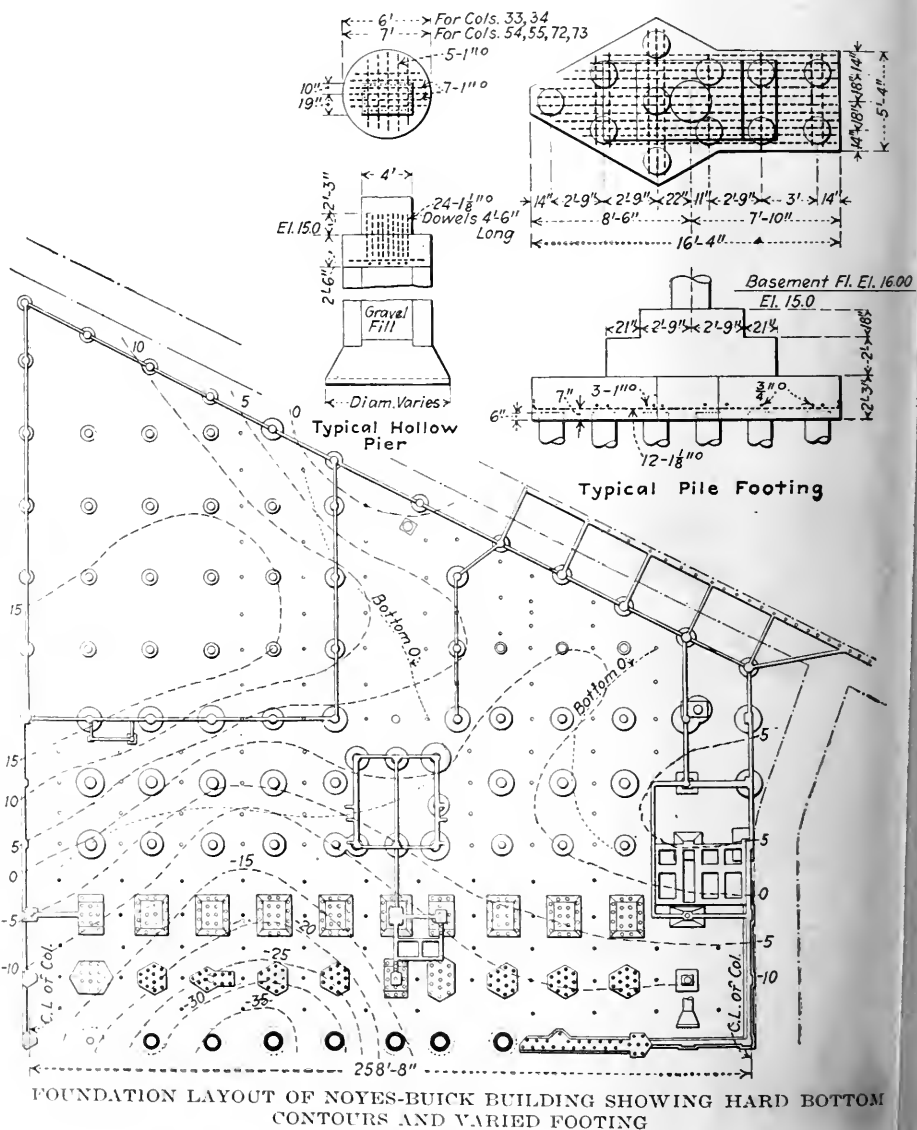 6' For Cols. 33,34
7' For Cols. 54,55,72,73
5-1"o
7-1"o
10"
19"
4'
2'-3"
24-1⅛"o
Dowels 4'-6"
Long
El. 15.0
2'-6"
Gravel
Fill
Diam. Varies
Typical Hollow
Pier
14" 18" 18" 14"
5'-4"
14" 2'-9" 2'-9" 22" 11" 2'-9" 3' 14"
8'-6" 7'-10"
16'-4"
Basement Fl. El. 16.00
El. 15.0
21" 2'-9" 2'-9" 21"
18"
2'
2'-3"
7" 3-1"o ¾"o
6"
12-1⅛"o
Typical Pile Footing
10
5
0
15
Bottom O.
Bottom O.
15
10
5
0
-5
-10
-5
5
0
-5
-10
-15
-20
-25
-30
-35
C.L. of Col.
C.L. of Col.
258'-8"
FOUNDATION LAYOUT OF NOYES-BUICK BUILDING SHOWING HARD BOTTOM
CONTOURS AND VARIED FOOTING